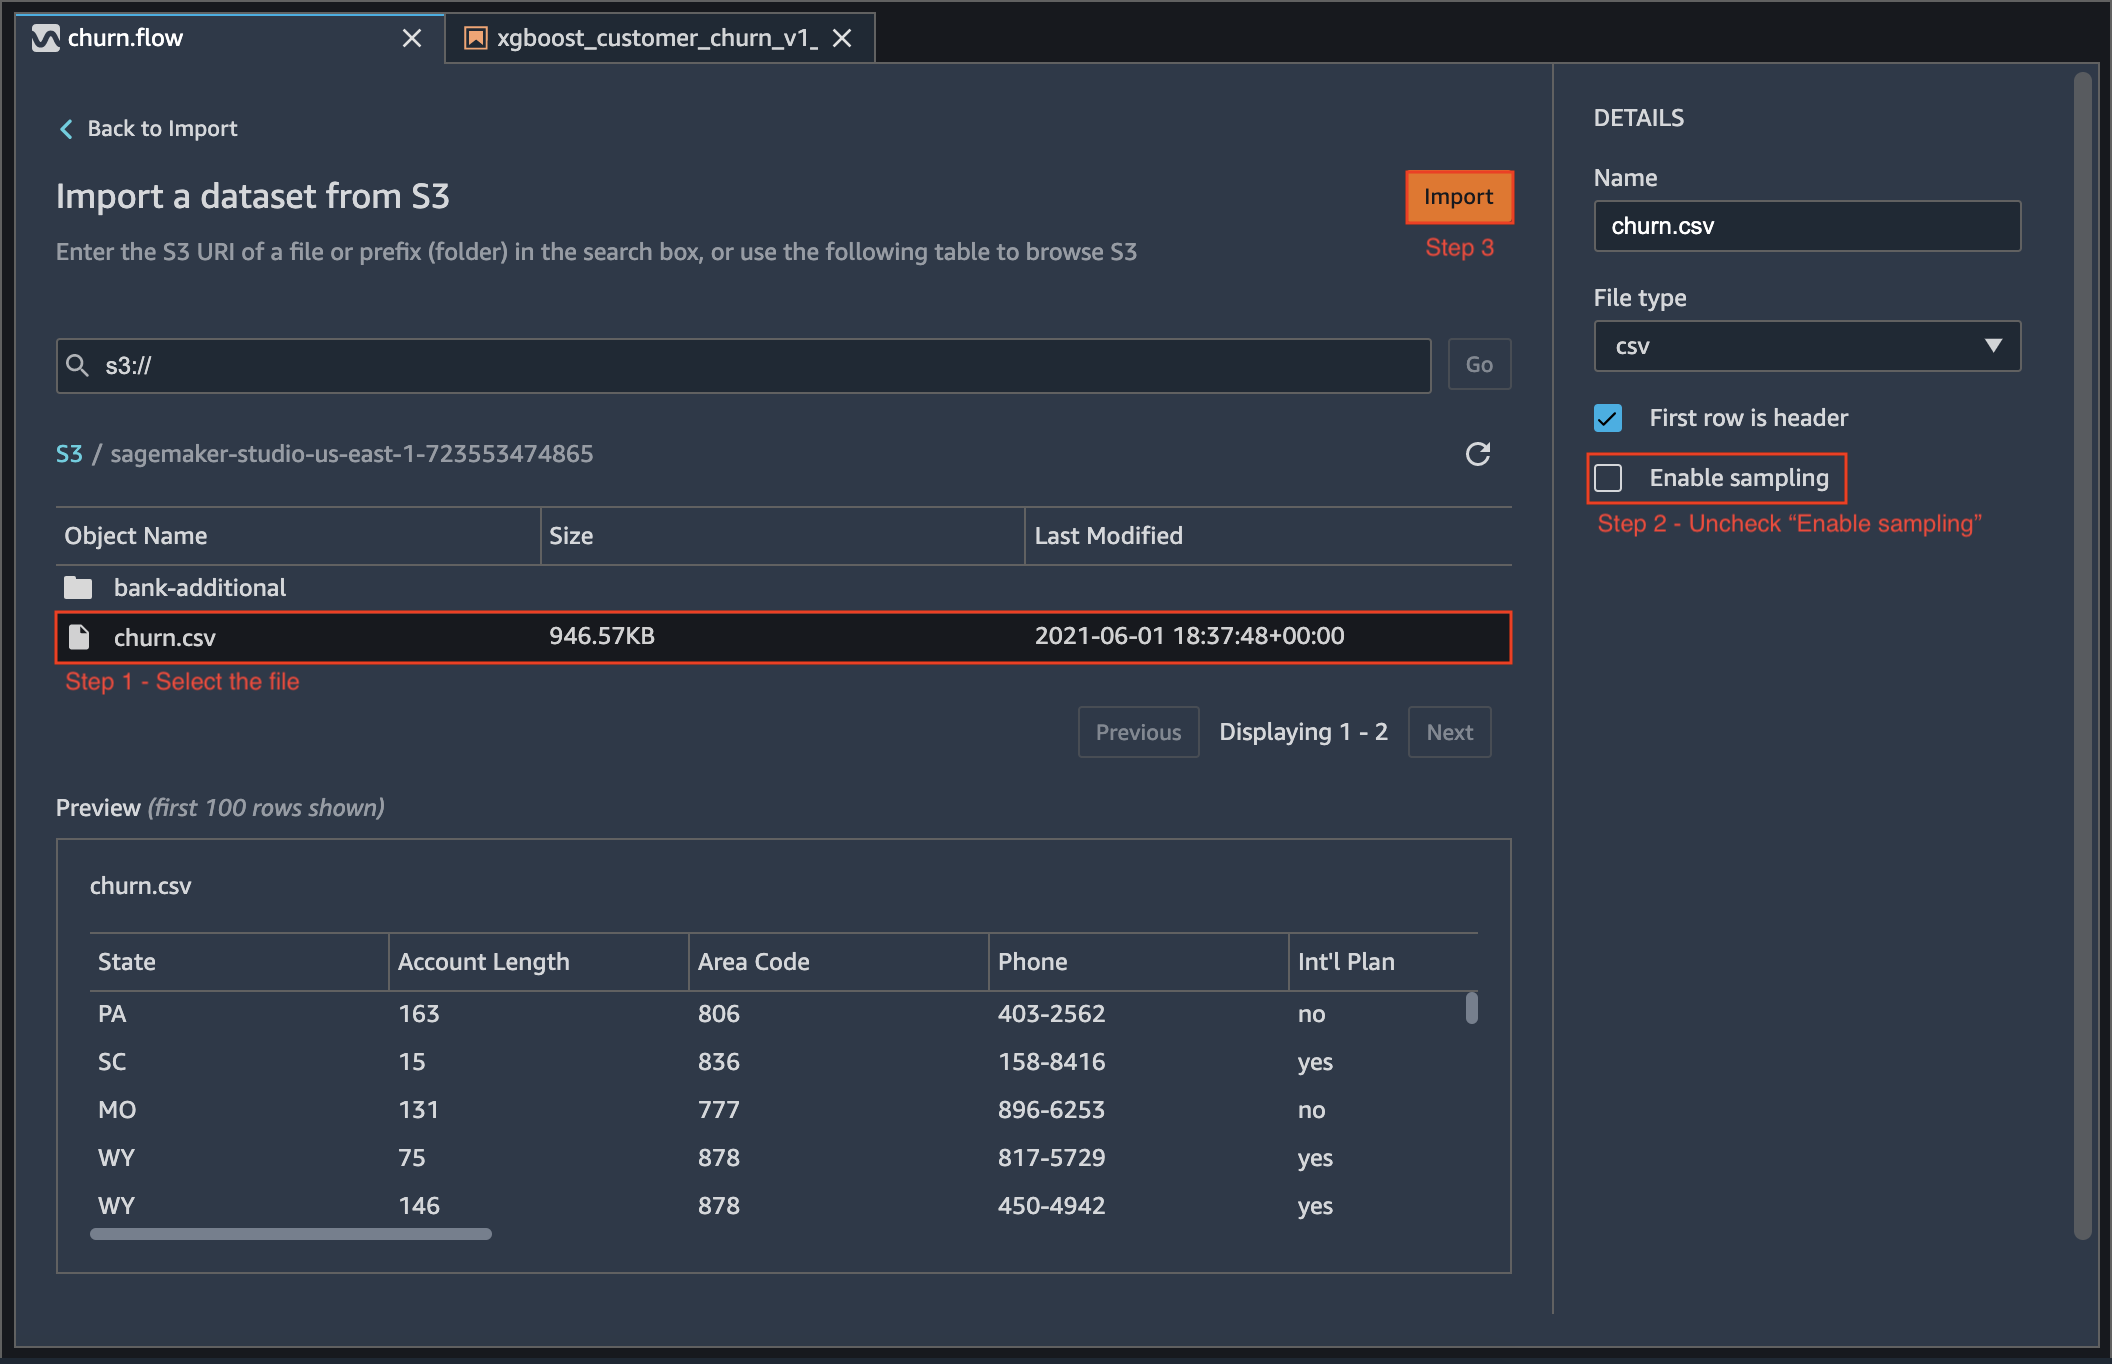 churn.flow
xgboost_customer_churn_v1_
Back to Import
Import a dataset from S3
Import
Step 3
Enter the S3 URI of a file or prefix (folder) in the search box, or use the following table to browse S3
s3://
Go
S3 / sagemaker-studio-us-east-1-723553474865
Object Name Size Last Modified
bank-additional
churn.csv 946.57KB 2021-06-01 18:37:48+00:00
Step 1 - Select the file
Previous Displaying 1 - 2 Next
Preview (first 100 rows shown)
churn.csv
State Account Length Area Code Phone Int'l Plan
PA 163 806 403-2562 no
SC 15 836 158-8416 yes
MO 131 777 896-6253 no
WY 75 878 817-5729 yes
WY 146 878 450-4942 yes
DETAILS
Name
churn.csv
File type
csv
First row is header
Enable sampling
Step 2 - Uncheck “Enable sampling”